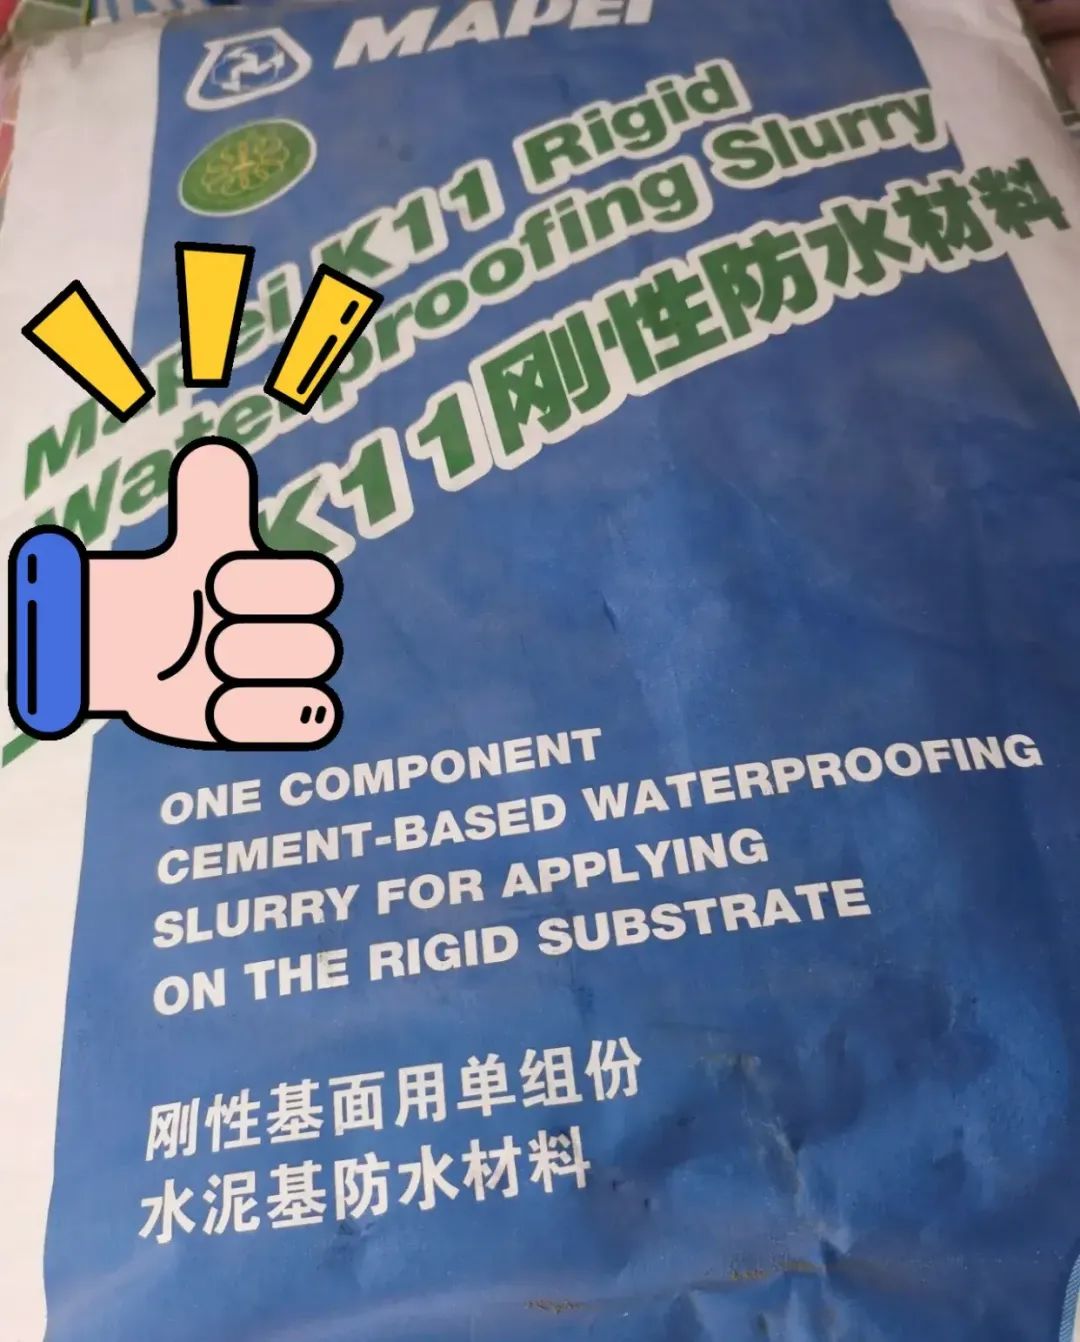 MAPEI
Mapei K11 Rigid
Waterproofing Slurry
K11刚性防水材料
ONE COMPONENT
CEMENT-BASED WATERPROOFING
SLURRY FOR APPLYING
ON THE RIGID SUBSTRATE
刚性基面用单组份
水泥基防水材料